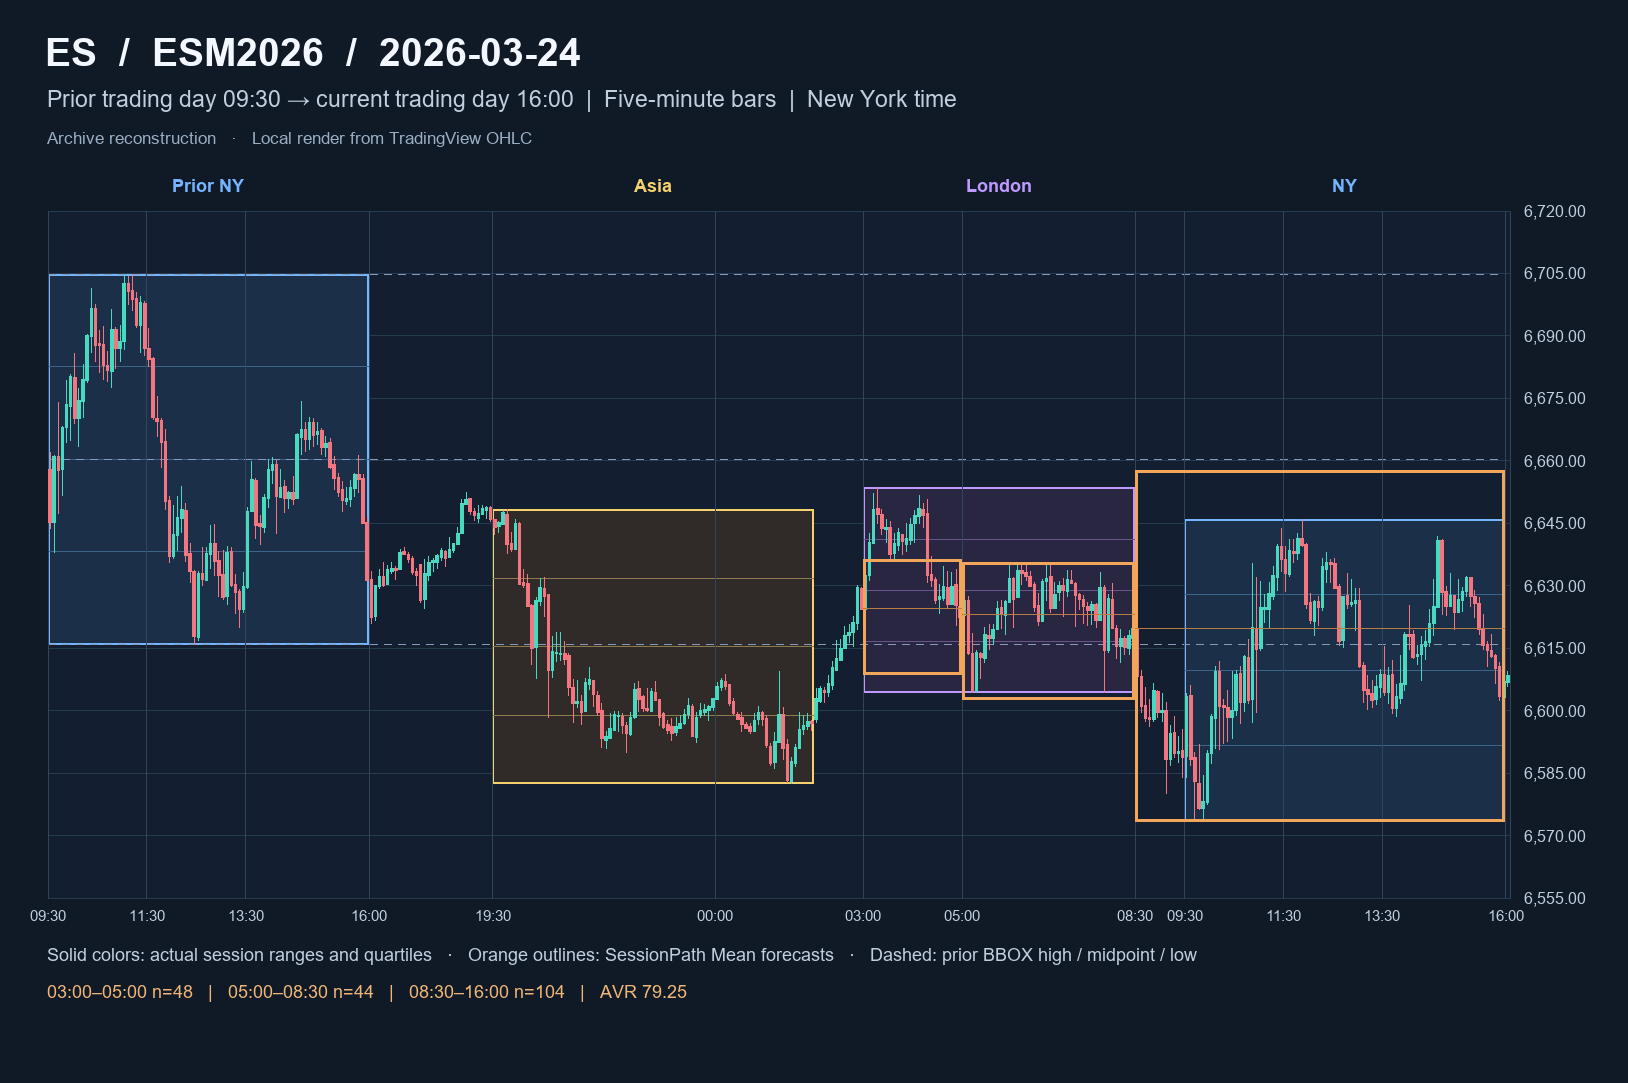 ES / ESM2026 / 2026-03-24
Prior trading day 09:30 → current trading day 16:00 | Five-minute bars | New York time
Archive reconstruction · Local render from TradingView OHLC
Prior NY Asia London NY
6,720.00
6,705.00
6,690.00
6,675.00
6,660.00
6,645.00
6,630.00
6,615.00
6,600.00
6,585.00
6,570.00
6,555.00
09:30 11:30 13:30 16:00 19:30 00:00 03:00 05:00 08:30 09:30 11:30 13:30 16:00
Solid colors: actual session ranges and quartiles · Orange outlines: SessionPath Mean forecasts · Dashed: prior BBOX high / midpoint / low
03:00–05:00 n=48 | 05:00–08:30 n=44 | 08:30–16:00 n=104 | AVR 79.25